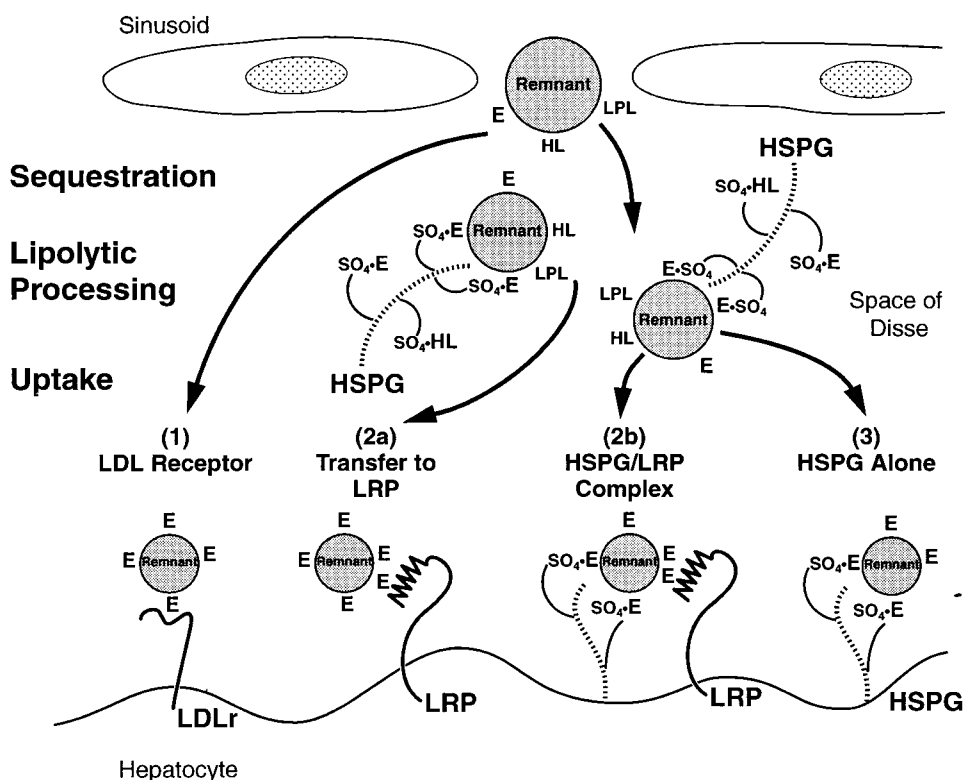 Sinusoid
Remnant
E
LPL
HL
HSPG
Sequestration
Lipolytic
Processing
Uptake
E
SO₄•E
Remnant
HL
SO₄•E
SO₄•E
LPL
SO₄•HL
HSPG
SO₄•HL
SO₄•E
E•SO₄
E•SO₄
LPL
Remnant
HL
E
Space of
Disse
(1)
LDL Receptor
(2a)
Transfer to
LRP
(2b)
HSPG/LRP
Complex
(3)
HSPG Alone
E
E
Remnant
E
E
LDLr
E
E
Remnant
E
E
E
LRP
E
SO₄•E
Remnant
E
E
SO₄•E
LRP
E
SO₄•E
Remnant
E
SO₄•E
HSPG
Hepatocyte